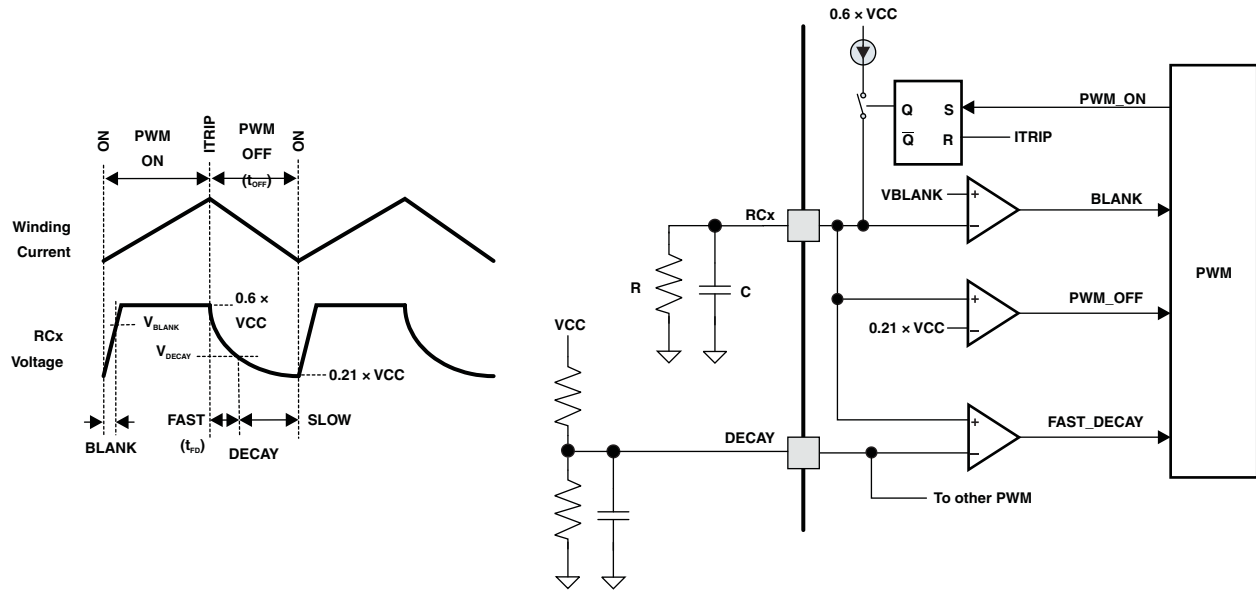 ON
PWM
ON
ITRIP
PWM
OFF
(tOFF)
ON
Winding
Current
RCx
Voltage
VBLANK
VDECAY
0.6 ×
VCC
0.21 × VCC
BLANK
FAST
(tFD)
DECAY
SLOW
0.6 × VCC
Q S
Q R
PWM_ON
ITRIP
VBLANK
+
–
BLANK
RCx
R
C
+
–
0.21 × VCC
PWM_OFF
PWM
VCC
DECAY
+
–
FAST_DECAY
To other PWM